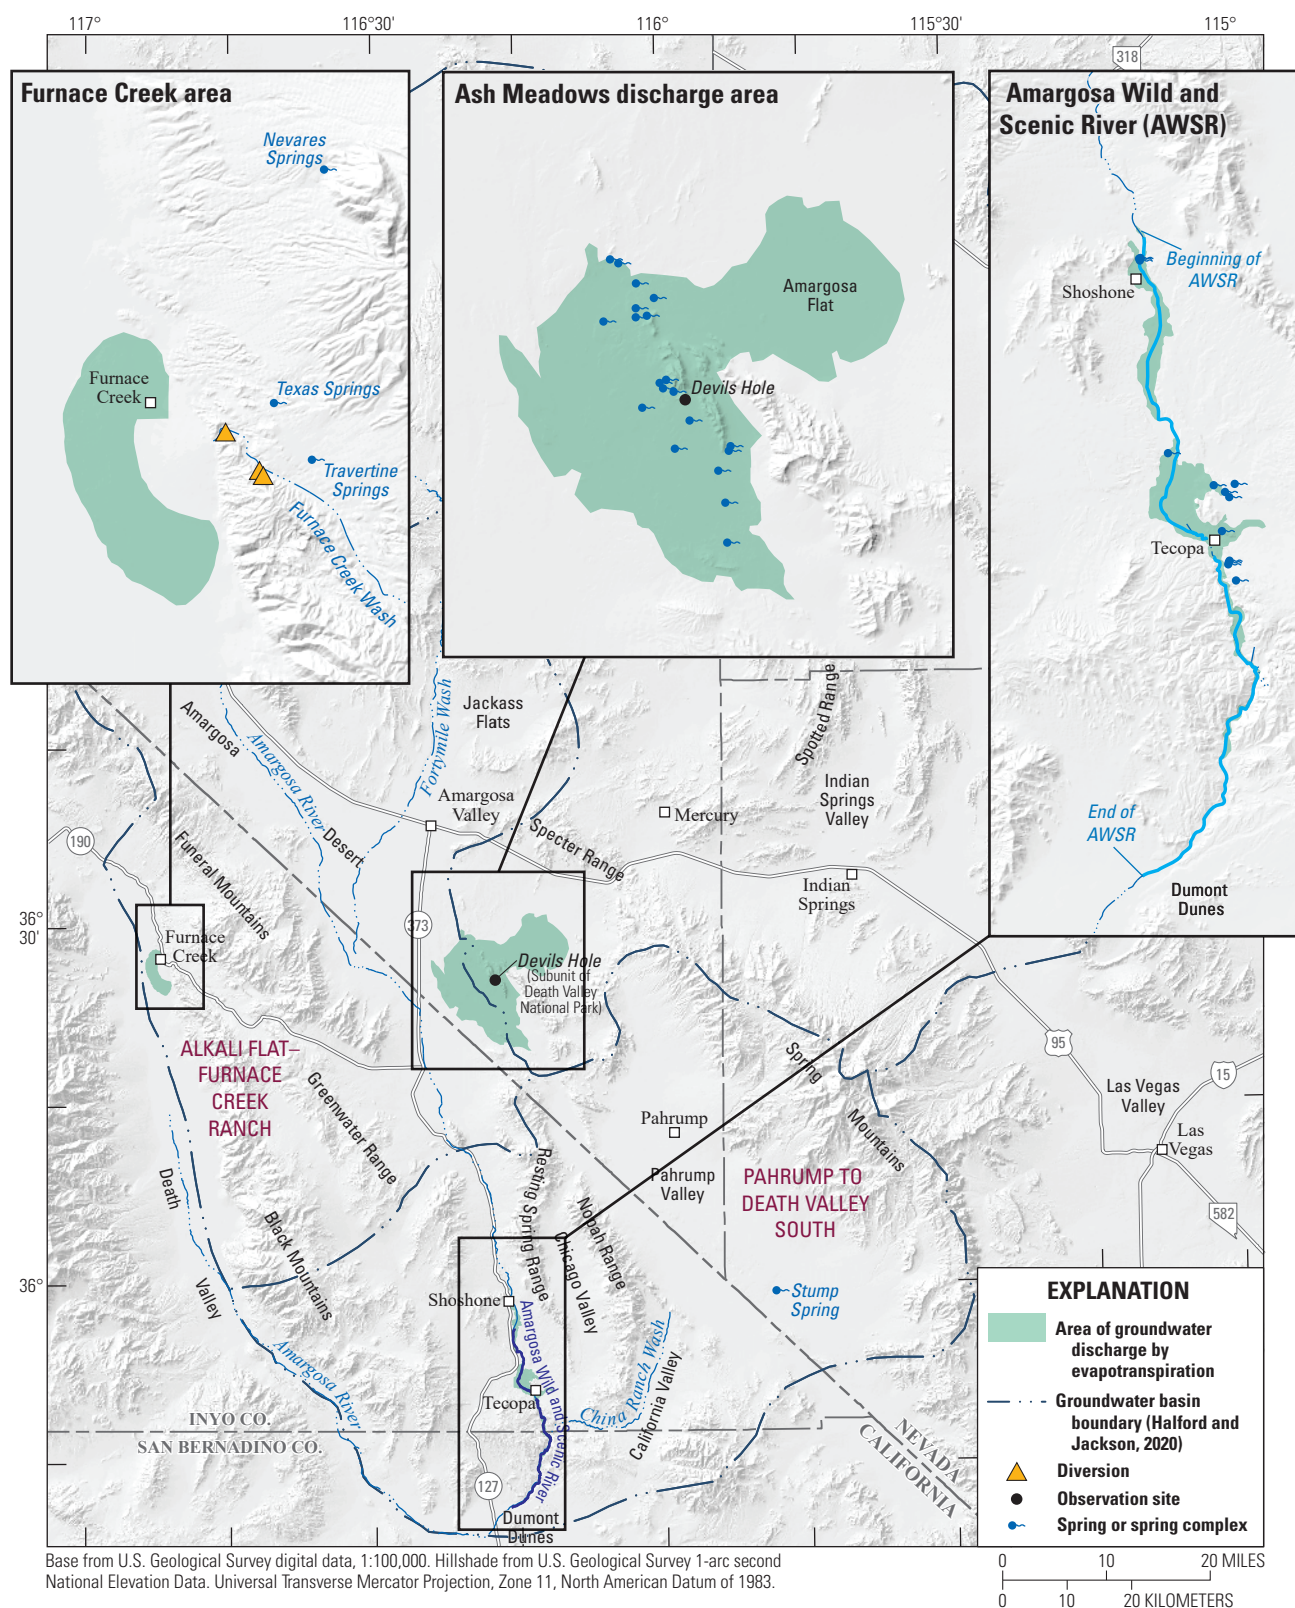 117°
116°30'
116°
115°30'
115°
318
Furnace Creek area
Nevares
Springs
Furnace
Creek
Texas Springs
Travertine
Springs
Furnace Creek Wash
Ash Meadows discharge area
Amargosa
Flat
Devils Hole
Amargosa Wild and
Scenic River (AWSR)
Beginning of
AWSR
Shoshone
Tecopa
End of
AWSR
Dumont
Dunes
Amargosa
Desert
Amargosa River
Fortymile Wash
Jackass
Flats
Amargosa
Valley
Mercury
Spotted Range
Indian
Springs
Valley
Specter Range
Indian
Springs
190
Funeral Mountains
36°
30'
373
Furnace
Creek
Devils Hole
(Subunit of
Death Valley
National Park)
ALKALI FLAT–
FURNACE
CREEK
RANCH
Greenwater Range
Spring
Mountains
95
15
Las Vegas
Valley
Las
Vegas
582
Pahrump
Pahrump
Valley
PAHRUMP TO
DEATH VALLEY
SOUTH
Death
Valley
Black Mountains
Resting Spring Range
Nopah Range
Chicago Valley
36°
Shoshone
Stump
Spring
Amargosa Wild and Scenic River
China Ranch Wash
California Valley
Tecopa
Amargosa River
INYO CO.
SAN BERNADINO CO.
NEVADA
CALIFORNIA
127
Dumont
Dunes
EXPLANATION
Area of groundwater
discharge by
evapotranspiration
Groundwater basin
boundary (Halford and
Jackson, 2020)
Diversion
Observation site
Spring or spring complex
0 10 20 MILES
0 10 20 KILOMETERS
Base from U.S. Geological Survey digital data, 1:100,000. Hillshade from U.S. Geological Survey 1-arc second
National Elevation Data. Universal Transverse Mercator Projection, Zone 11, North American Datum of 1983.